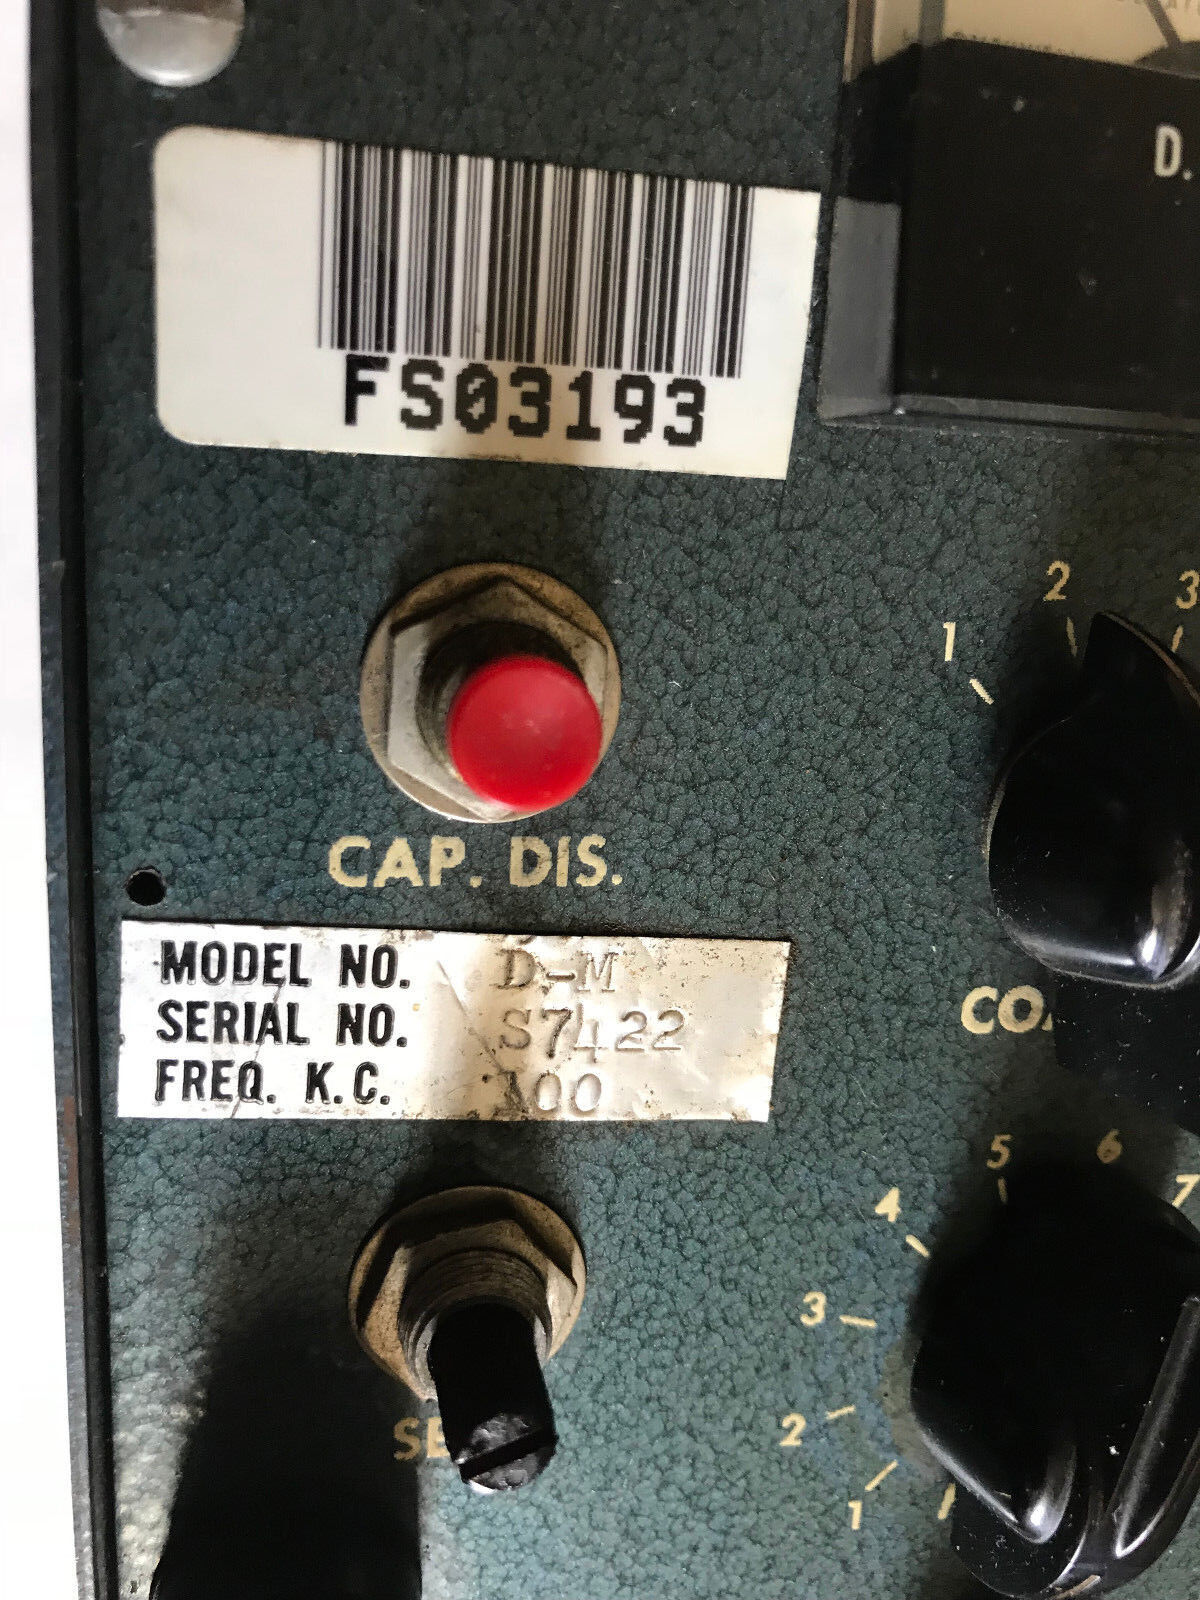 D.
FS03193
2
3
1
CAP. DIS.
MODEL NO. D-M
SERIAL NO. S7422
FREQ. K.C. 100
5
6
4
7
3
2
1